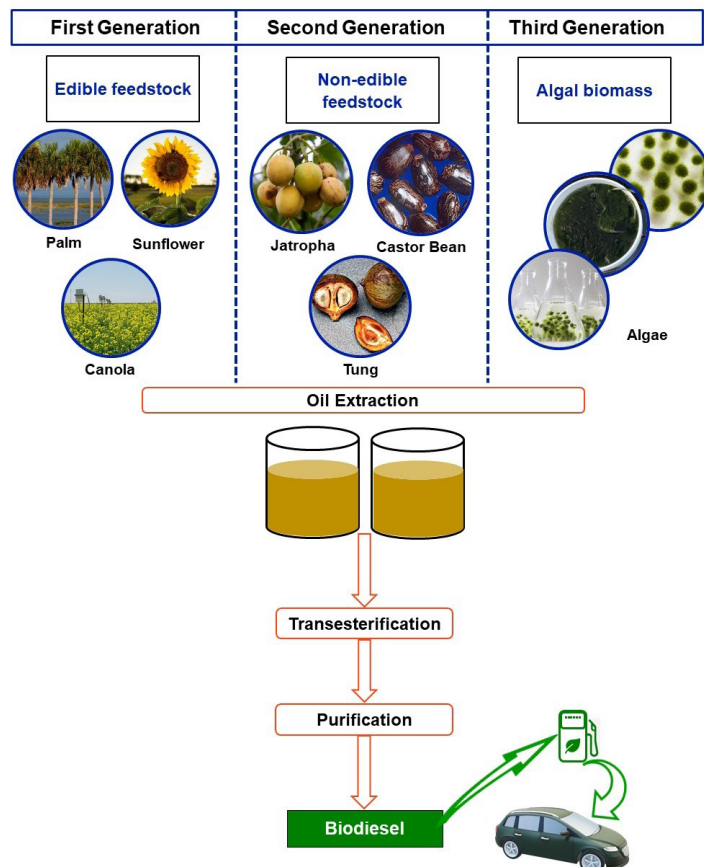 First Generation
Second Generation
Third Generation
Edible feedstock
Non-edible
feedstock
Algal biomass
Palm
Sunflower
Jatropha
Castor Bean
Canola
Tung
Algae
Oil Extraction
Transesterification
Purification
Biodiesel